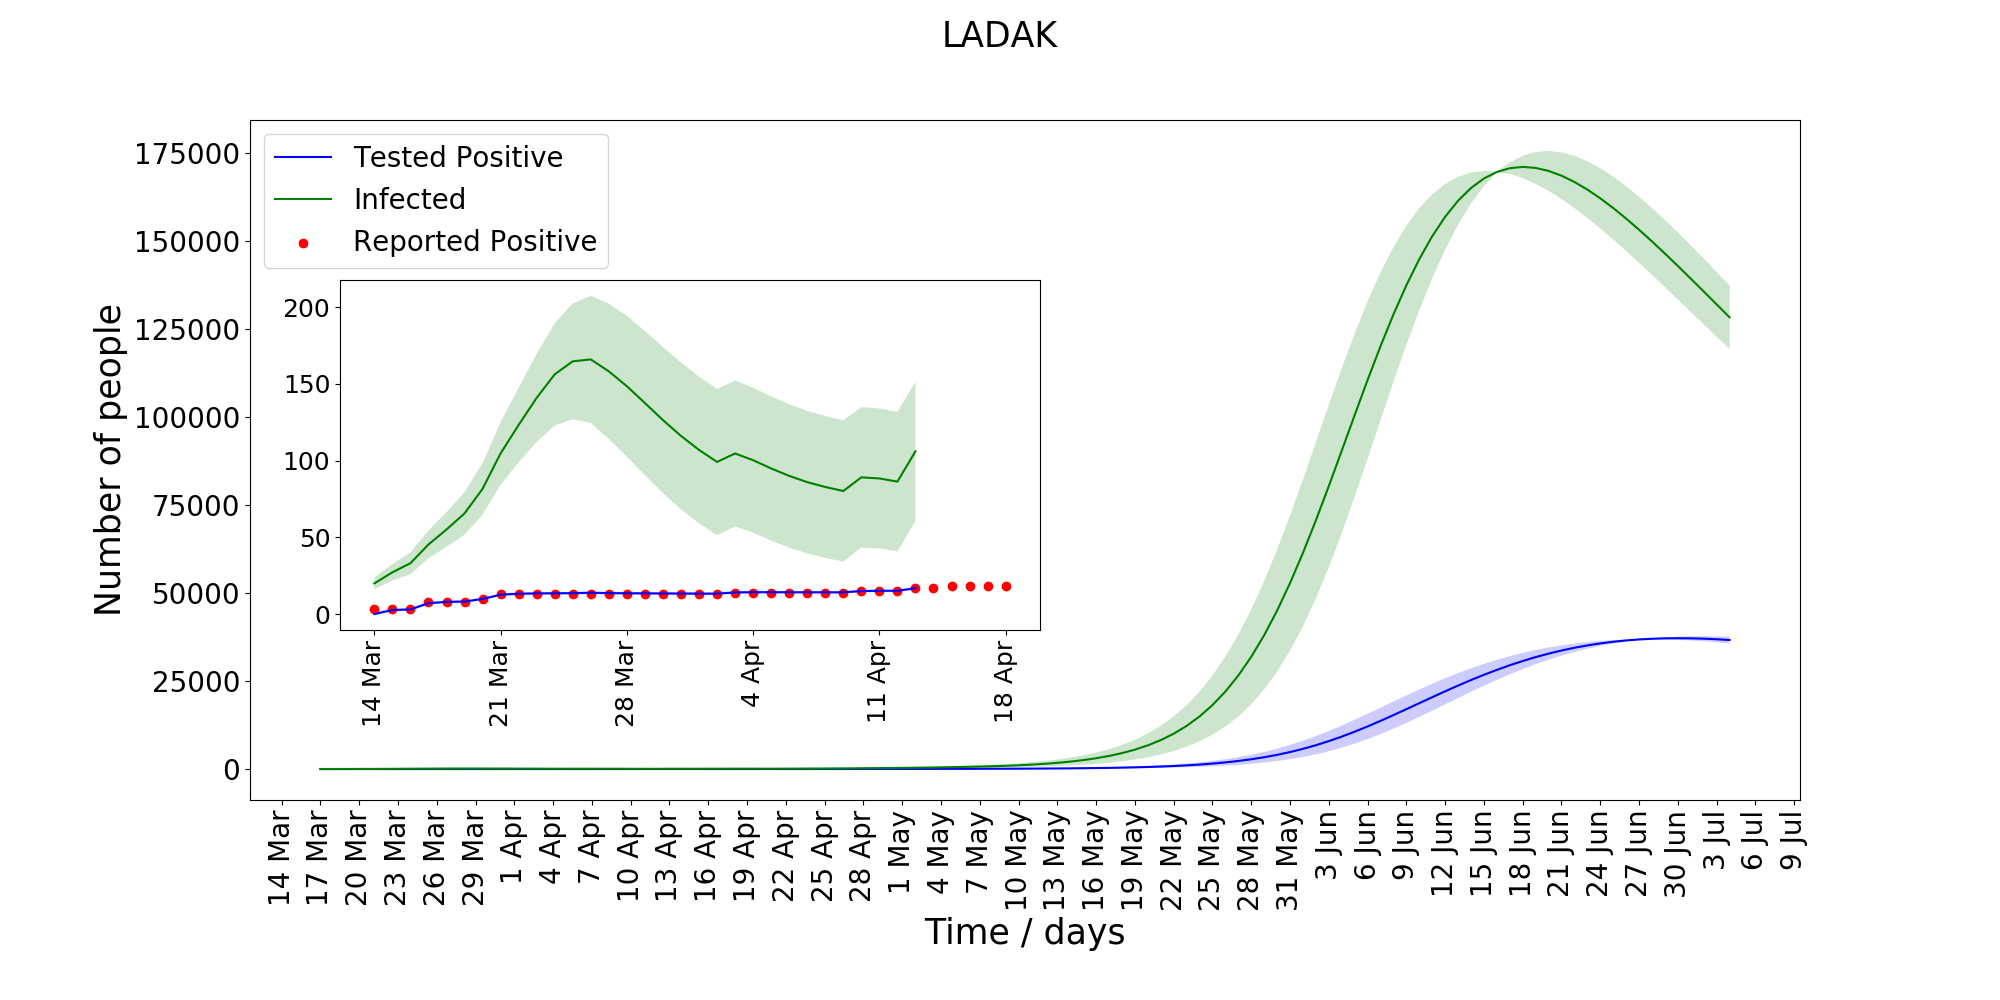 LADAK
Number of people
175000
150000
125000
100000
75000
50000
25000
0
Tested Positive
Infected
Reported Positive
200
150
100
50
0
14 Mar
21 Mar
28 Mar
4 Apr
11 Apr
18 Apr
14 Mar
17 Mar
20 Mar
23 Mar
26 Mar
29 Mar
1 Apr
4 Apr
7 Apr
10 Apr
13 Apr
16 Apr
19 Apr
22 Apr
25 Apr
28 Apr
1 May
4 May
7 May
10 May
13 May
16 May
19 May
22 May
25 May
28 May
31 May
3 Jun
6 Jun
9 Jun
12 Jun
15 Jun
18 Jun
21 Jun
24 Jun
27 Jun
30 Jun
3 Jul
6 Jul
9 Jul
Time / days